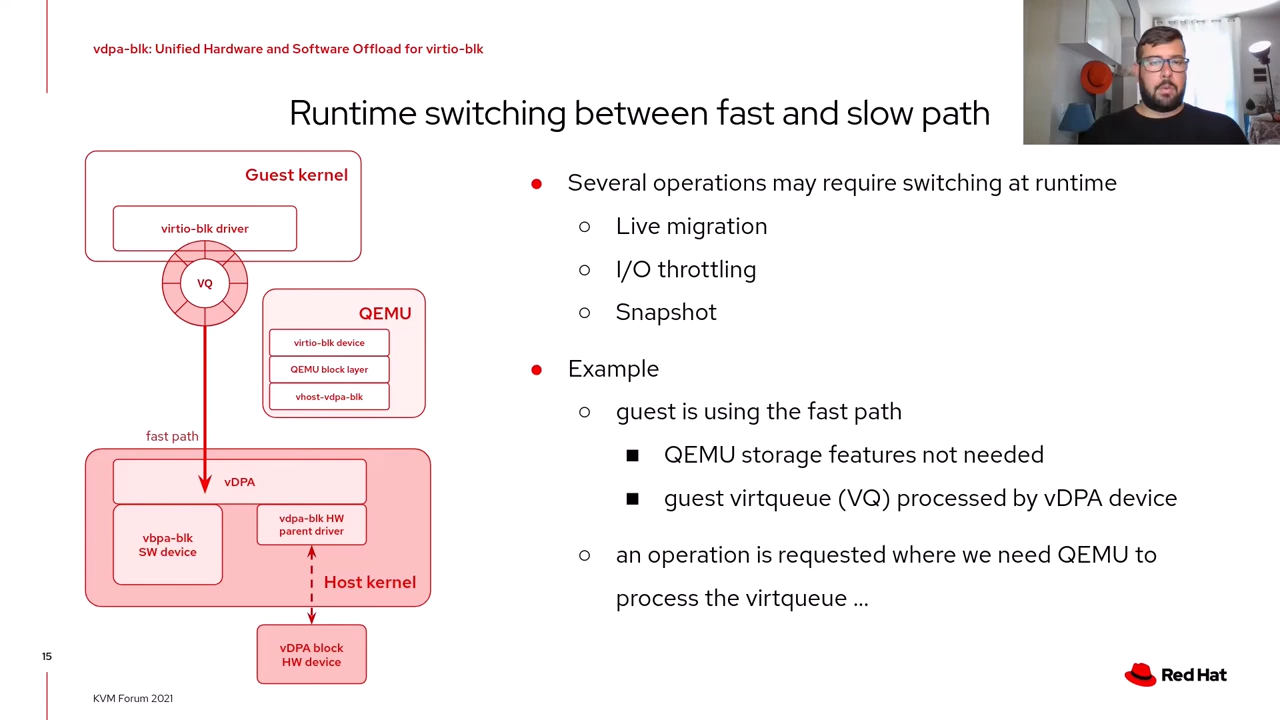 vdpa-blk: Unified Hardware and Software Offload for virtio-blk
Runtime switching between fast and slow path
Guest kernel
virtio-blk driver
VQ
QEMU
virtio-blk device
QEMU block layer
vhost-vdpa-blk
fast path
vDPA
vbpa-blk
SW device
vdpa-blk HW
parent driver
Host kernel
vDPA block
HW device
● Several operations may require switching at runtime
○ Live migration
○ I/O throttling
○ Snapshot
● Example
○ guest is using the fast path
■ QEMU storage features not needed
■ guest virtqueue (VQ) processed by vDPA device
○ an operation is requested where we need QEMU to
process the virtqueue ...
15
KVM Forum 2021
Red Hat